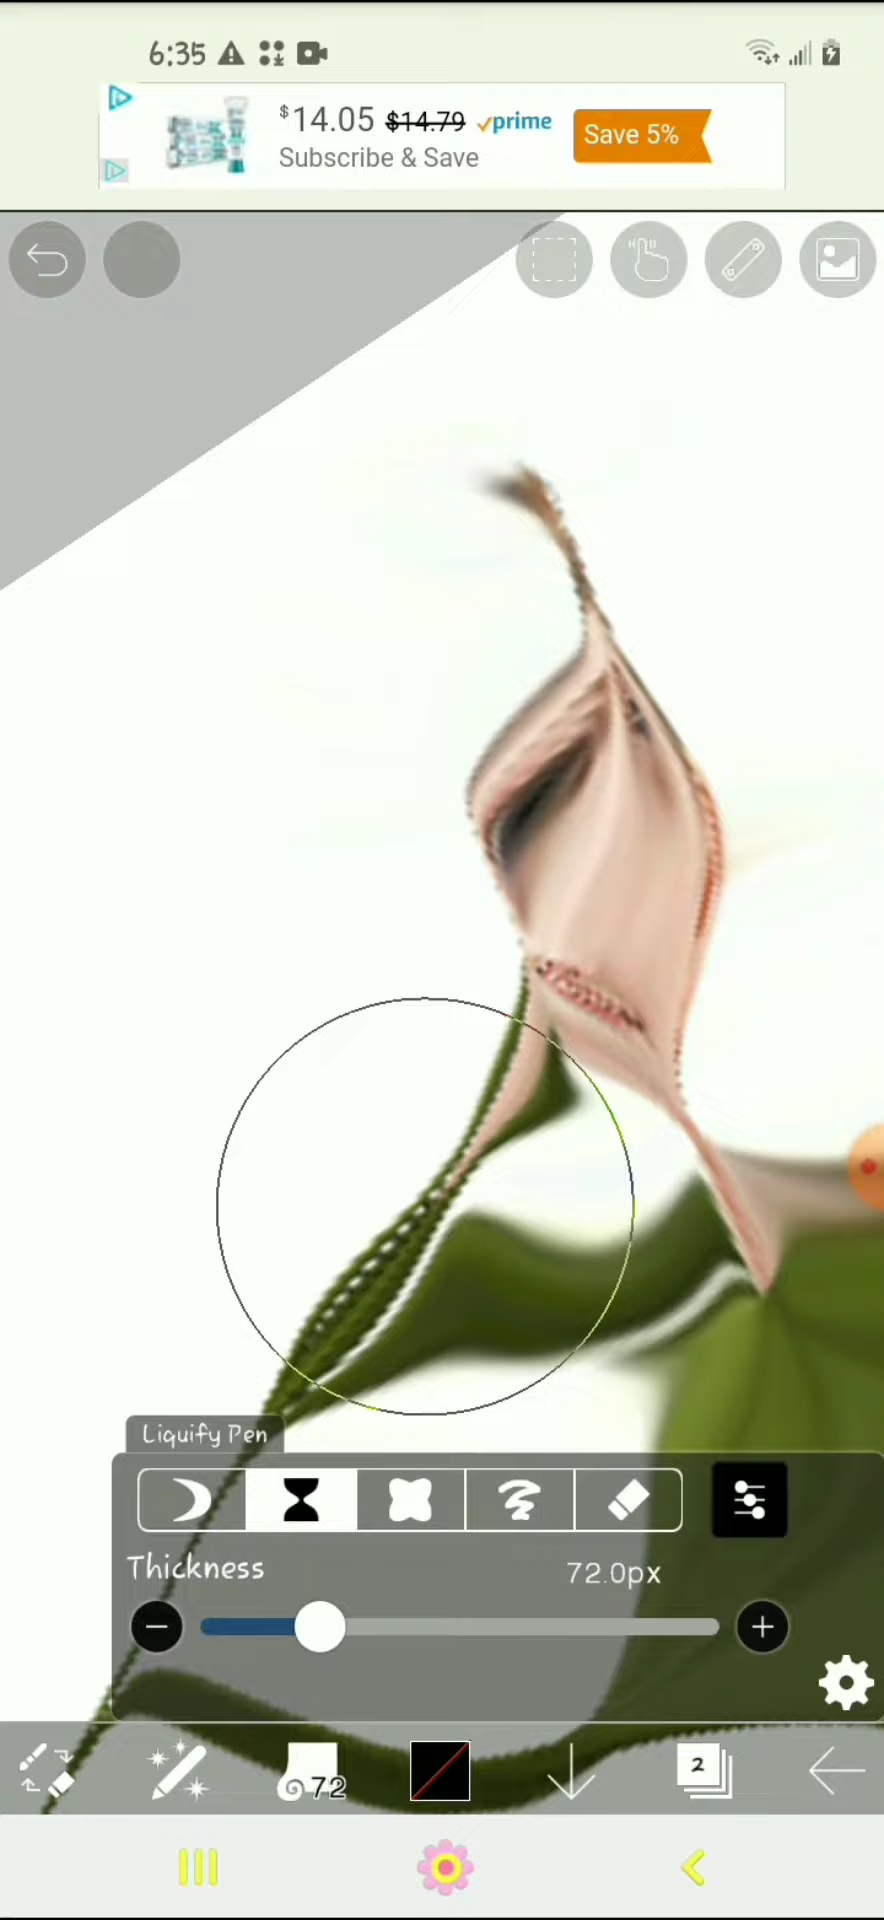 6:35
$14.05 $14.79 prime
Subscribe & Save
Save 5%
Liquify Pen
Thickness
72.0px
72
2